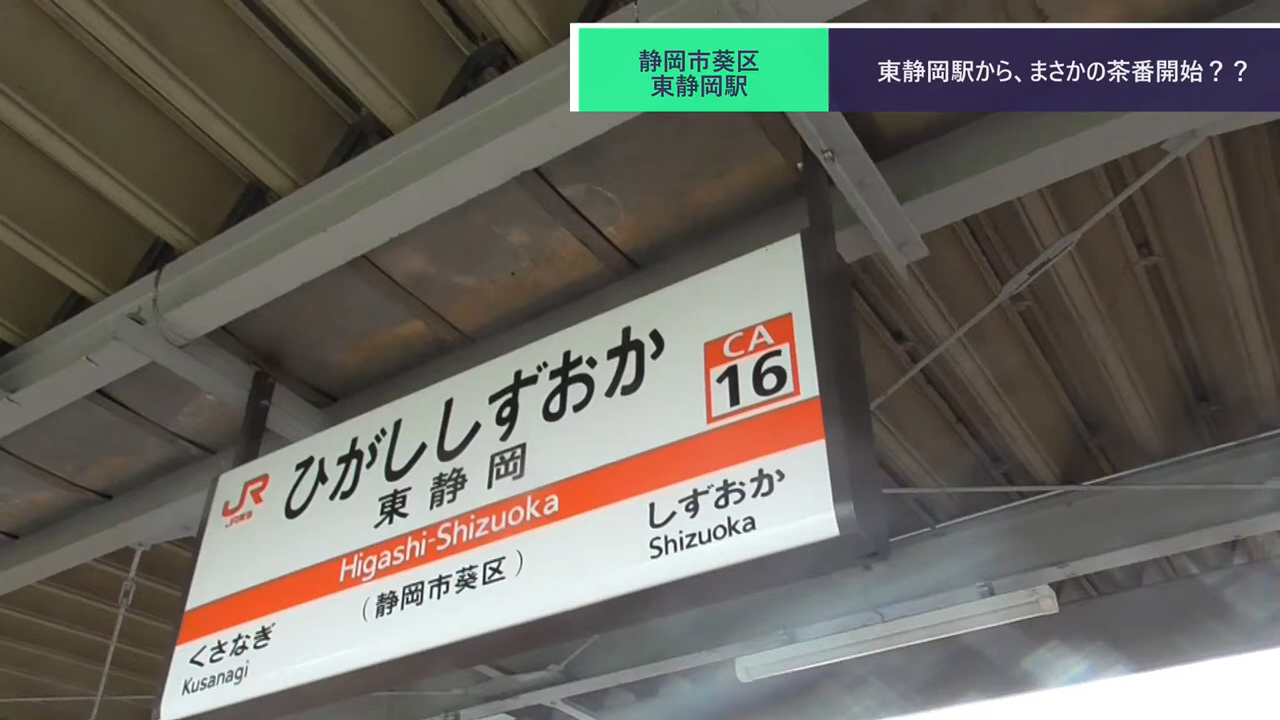 静岡市葵区
東静岡駅
東静岡駅から、まさかの茶番開始？？
CA
16
JR
JR東海
ひがししずおか
東静岡
Higashi-Shizuoka
(静岡市葵区)
しずおか
Shizuoka
くさなぎ
Kusanagi